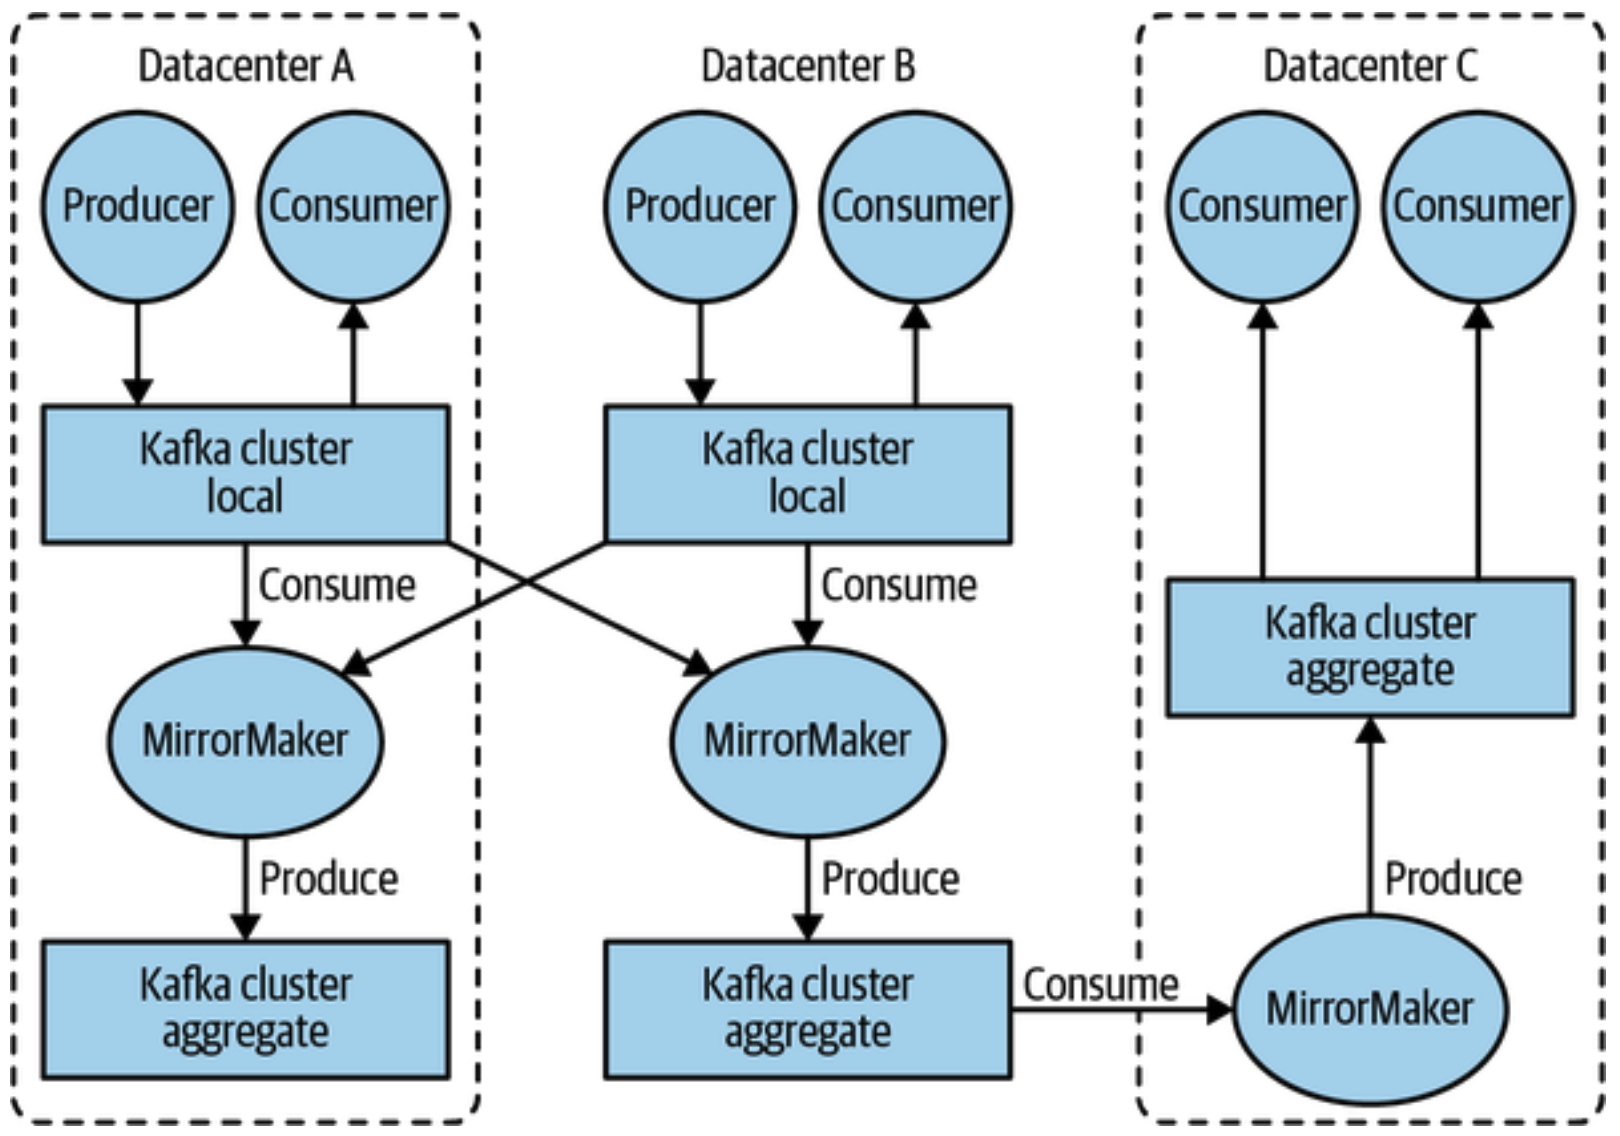 Datacenter A
Producer
Consumer
Kafka cluster
local
Consume
MirrorMaker
Produce
Kafka cluster
aggregate
Datacenter B
Producer
Consumer
Kafka cluster
local
Consume
MirrorMaker
Produce
Kafka cluster
aggregate
Consume
Datacenter C
Consumer
Consumer
Kafka cluster
aggregate
Produce
MirrorMaker